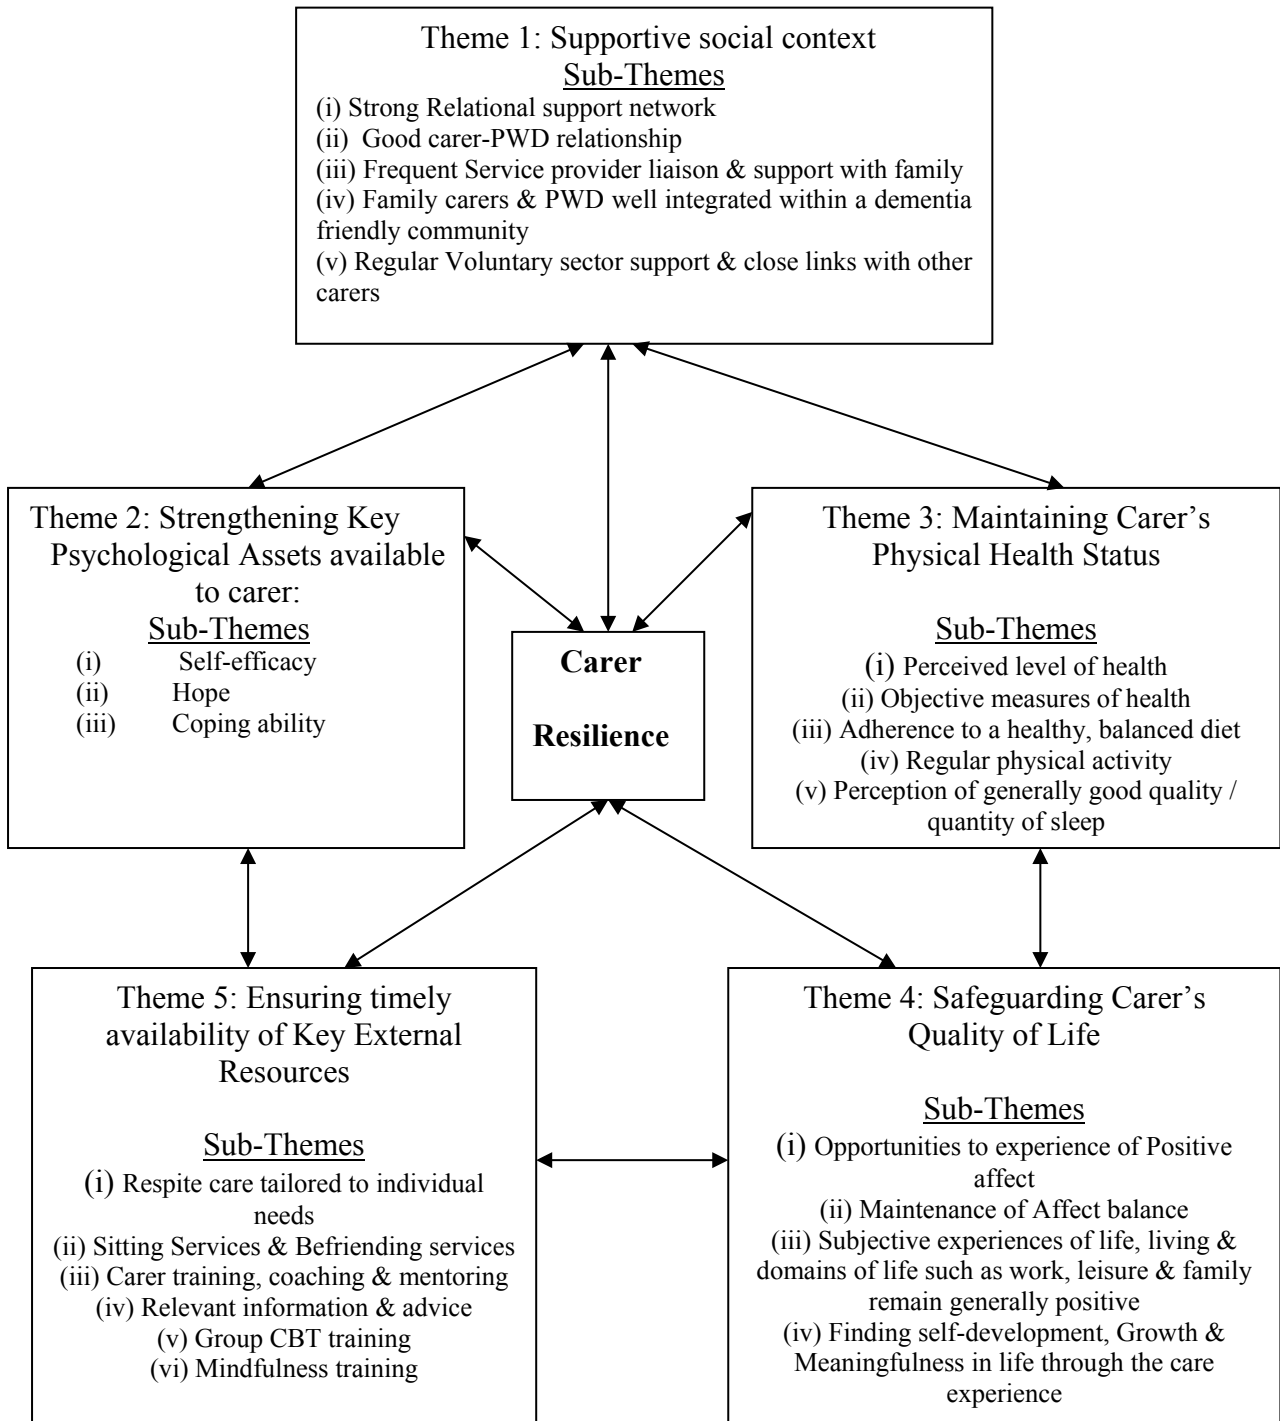 Theme 1: Supportive social context
Sub-Themes
(i) Strong Relational support network
(ii) Good carer-PWD relationship
(iii) Frequent Service provider liaison & support with family
(iv) Family carers & PWD well integrated within a dementia
friendly community
(v) Regular Voluntary sector support & close links with other
carers
Theme 2: Strengthening Key
Psychological Assets available
to carer:
Sub-Themes
(i) Self-efficacy
(ii) Hope
(iii) Coping ability
Carer
Resilience
Theme 3: Maintaining Carer’s
Physical Health Status
Sub-Themes
(i) Perceived level of health
(ii) Objective measures of health
(iii) Adherence to a healthy, balanced diet
(iv) Regular physical activity
(v) Perception of generally good quality /
quantity of sleep
Theme 5: Ensuring timely
availability of Key External
Resources
Sub-Themes
(i) Respite care tailored to individual
needs
(ii) Sitting Services & Befriending services
(iii) Carer training, coaching & mentoring
(iv) Relevant information & advice
(v) Group CBT training
(vi) Mindfulness training
Theme 4: Safeguarding Carer’s
Quality of Life
Sub-Themes
(i) Opportunities to experience of Positive
affect
(ii) Maintenance of Affect balance
(iii) Subjective experiences of life, living &
domains of life such as work, leisure & family
remain generally positive
(iv) Finding self-development, Growth &
Meaningfulness in life through the care
experience